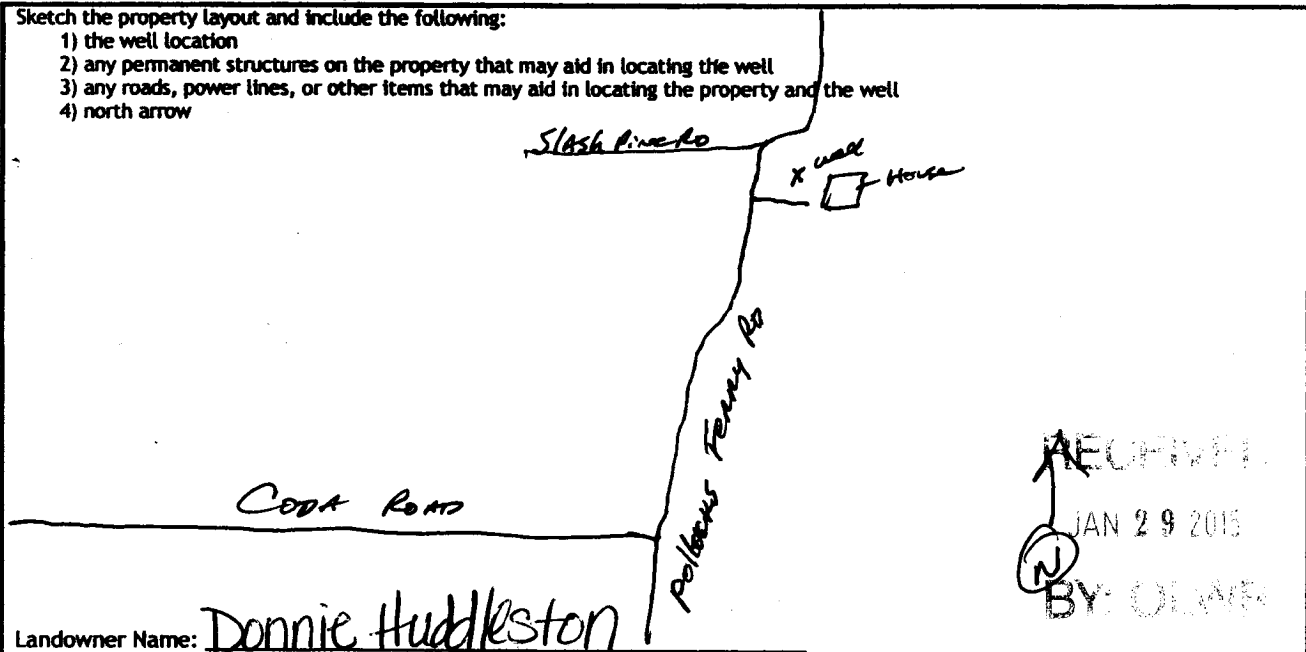 Sketch the property layout and include the following:
1) the well location
2) any permanent structures on the property that may aid in locating the well
3) any roads, power lines, or other items that may aid in locating the property and the well
4) north arrow
Slash Pine Rd
x well
House
Pollocks Ferry RD
CODA ROAD
RECEIVED
JAN 29 2015
N
BY: OLWR
Landowner Name: Donnie Huddleston